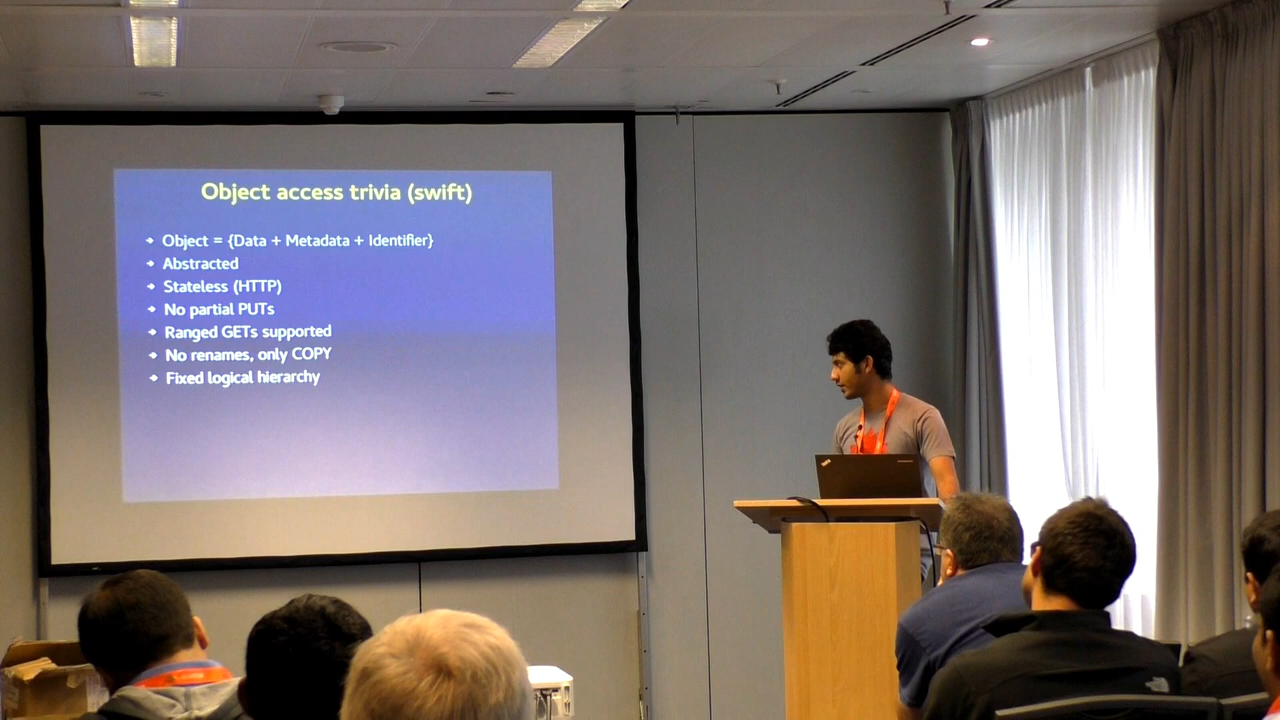 Object access trivia (swift)
Object = {Data + Metadata + Identifier}
Abstracted
Stateless (HTTP)
No partial PUTs
Ranged GETs supported
No renames, only COPY
Fixed logical hierarchy